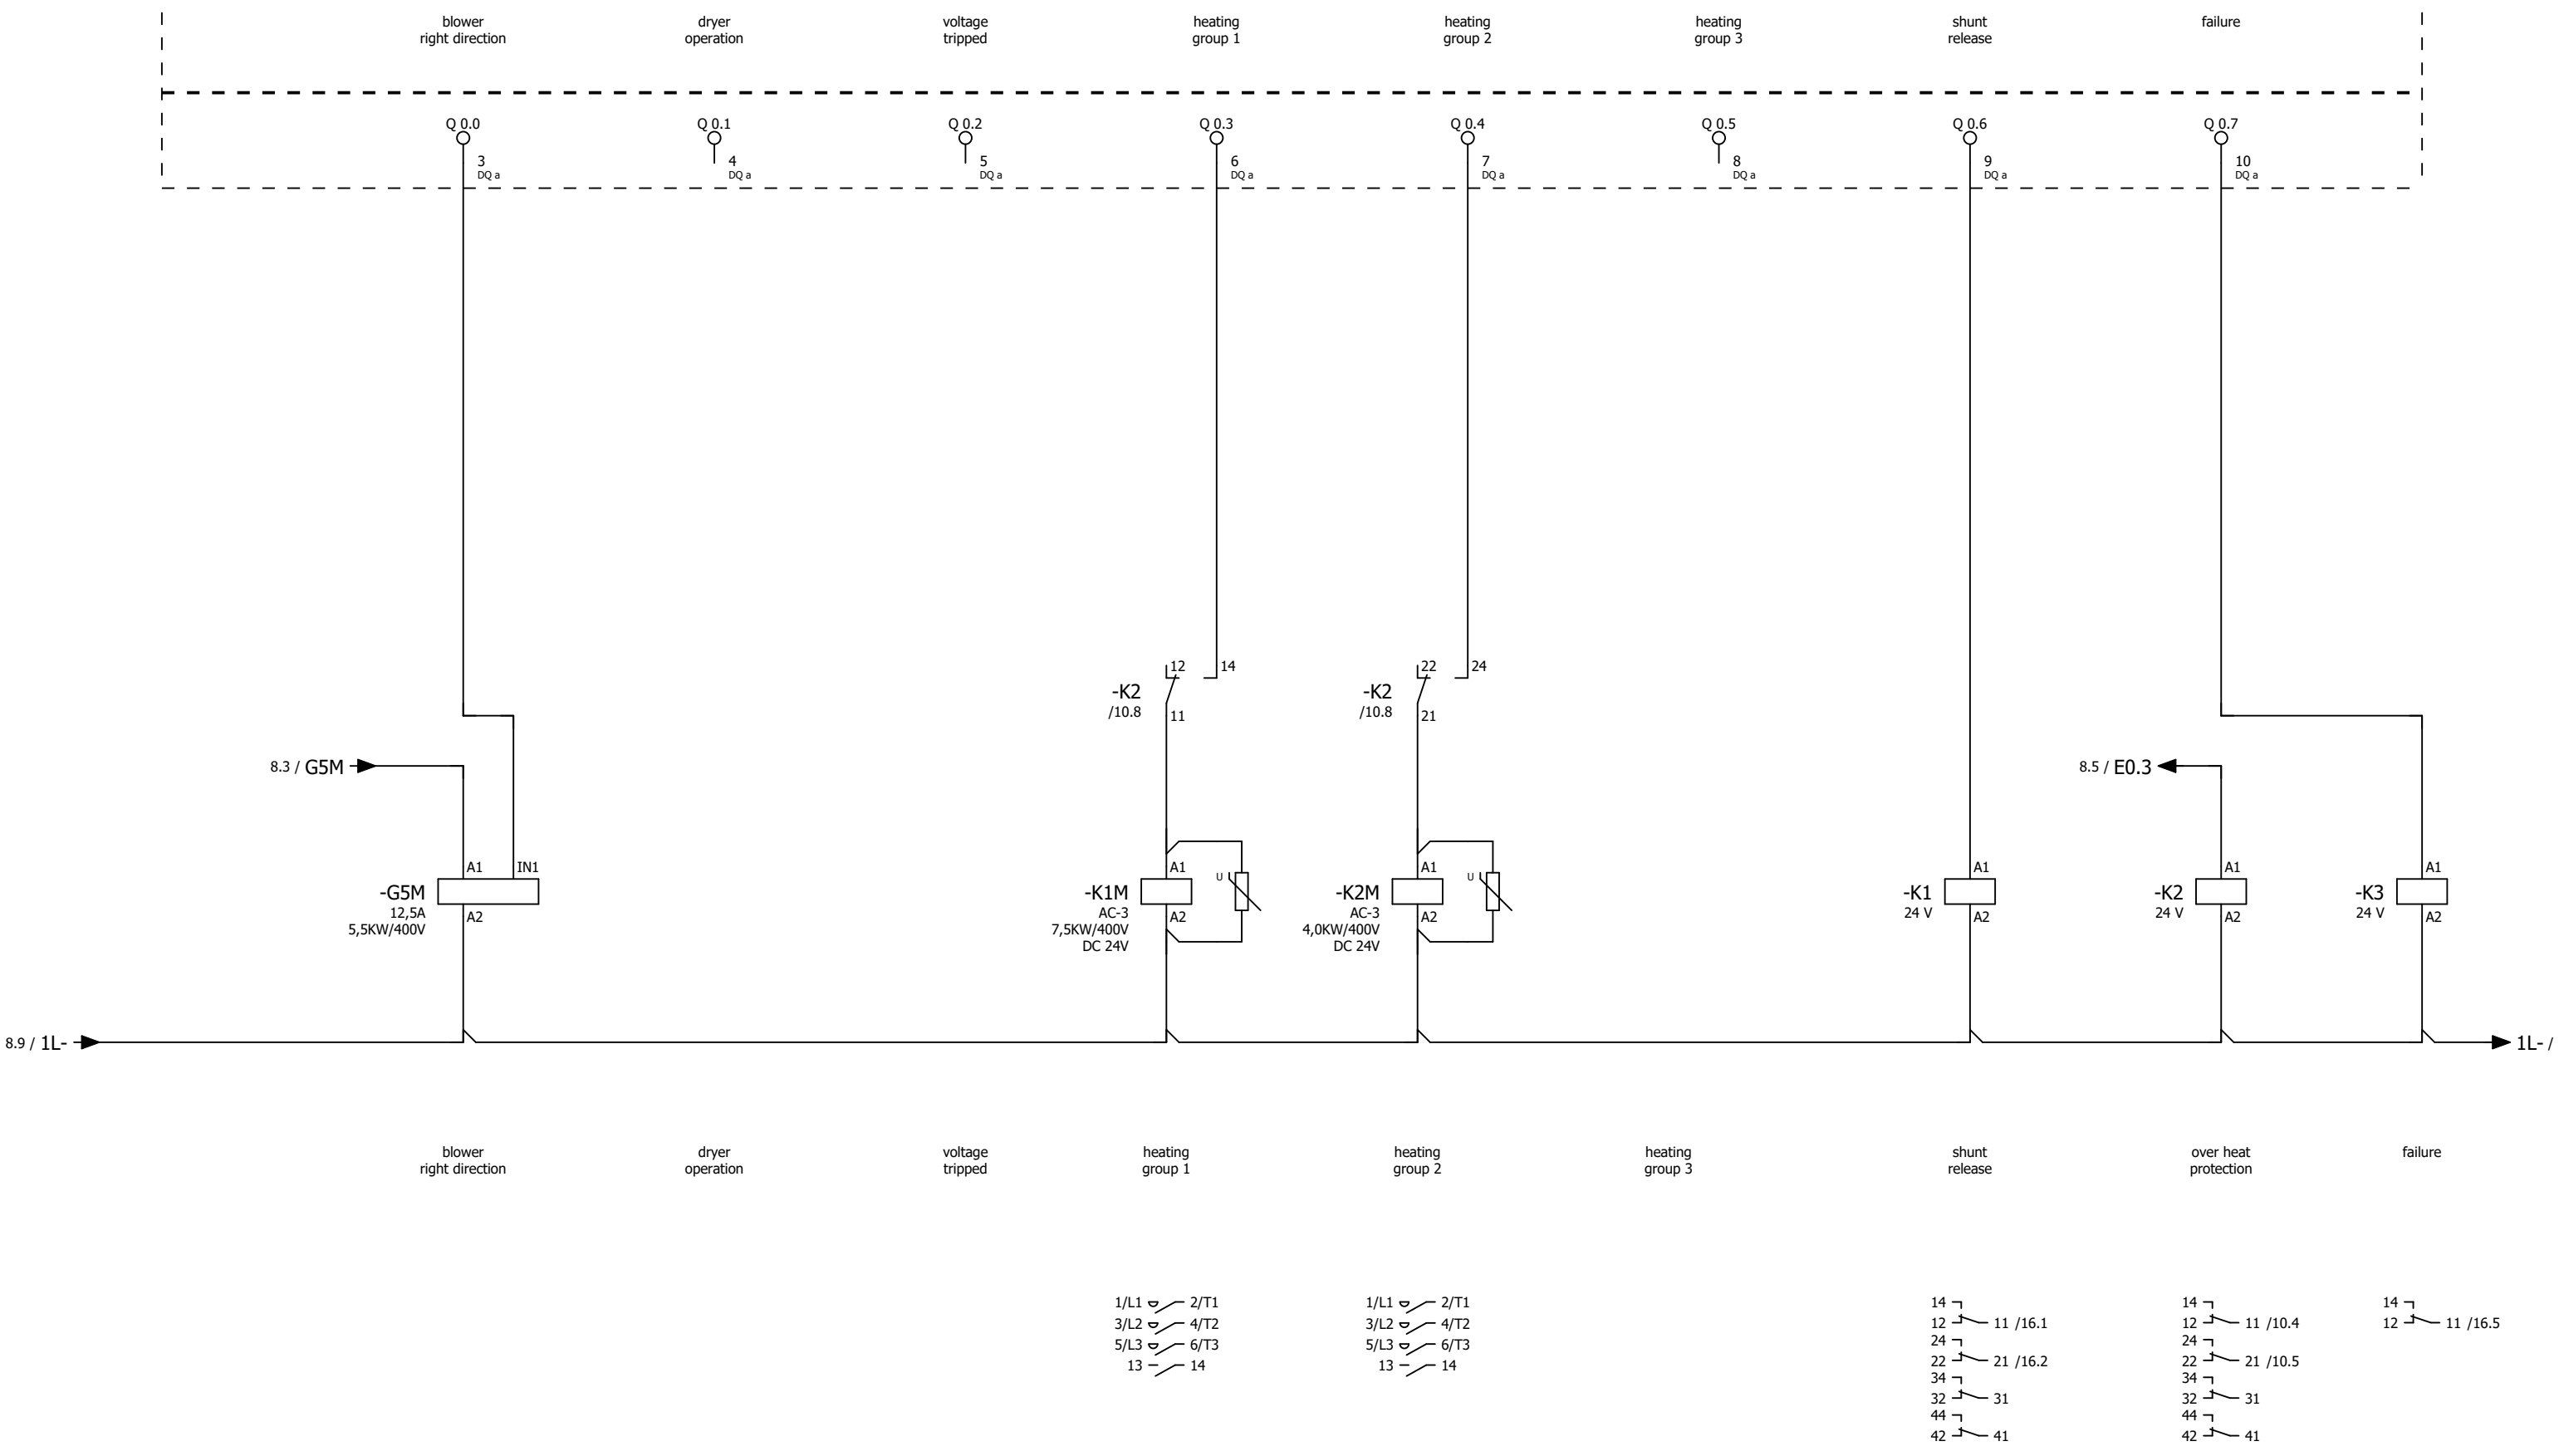 blower
right direction
dryer
operation
voltage
tripped
heating
group 1
heating
group 2
heating
group 3
shunt
release
failure
Q 0.0
Q 0.1
Q 0.2
Q 0.3
Q 0.4
Q 0.5
Q 0.6
Q 0.7
3
DQ a
4
DQ a
5
DQ a
6
DQ a
7
DQ a
8
DQ a
9
DQ a
10
DQ a
12
14
-K2
/10.8
11
22
24
-K2
/10.8
21
8.3 / G5M
8.5 / E0.3
A1
IN1
-G5M
12,5A
5,5KW/400V
A2
A1
U
-K1M
AC-3
7,5KW/400V
DC 24V
A2
A1
U
-K2M
AC-3
4,0KW/400V
DC 24V
A2
A1
-K1
24 V
A2
A1
-K2
24 V
A2
A1
-K3
24 V
A2
8.9 / 1L-
1L- /
blower
right direction
dryer
operation
voltage
tripped
heating
group 1
heating
group 2
heating
group 3
shunt
release
over heat
protection
failure
1/L1 2/T1
3/L2 4/T2
5/L3 6/T3
13 14
1/L1 2/T1
3/L2 4/T2
5/L3 6/T3
13 14
14
12 11 /16.1
24
22 21 /16.2
34
32 31
44
42 41
14
12 11 /10.4
24
22 21 /10.5
34
32 31
44
42 41
14
12 11 /16.5